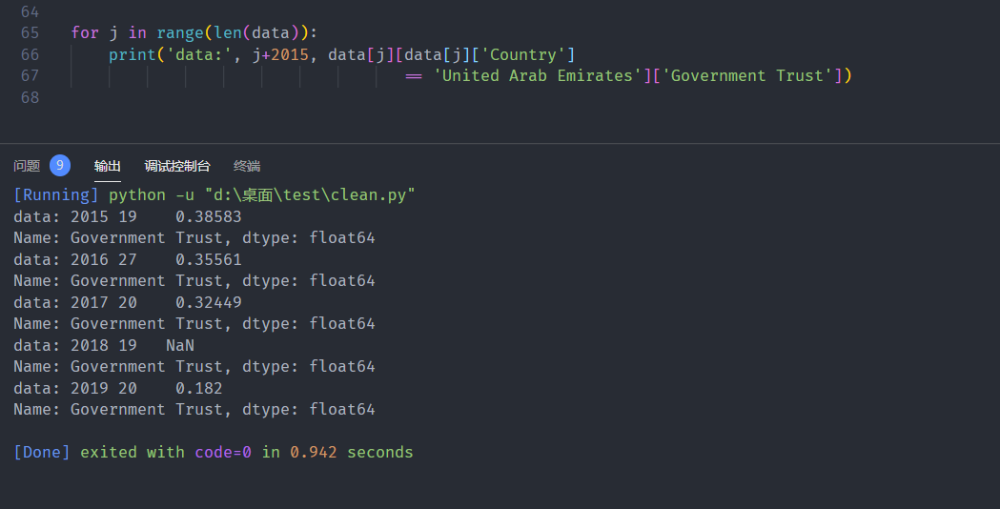 64
65 for j in range(len(data)):
66 print('data:', j+2015, data[j][data[j]['Country']
67 == 'United Arab Emirates']['Government Trust'])
68
问题 9 输出 调试控制台 终端
[Running] python -u "d:\桌面\test\clean.py"
data: 2015 19    0.38583
Name: Government Trust, dtype: float64
data: 2016 27    0.35561
Name: Government Trust, dtype: float64
data: 2017 20    0.32449
Name: Government Trust, dtype: float64
data: 2018 19   NaN
Name: Government Trust, dtype: float64
data: 2019 20    0.182
Name: Government Trust, dtype: float64
[Done] exited with code=0 in 0.942 seconds